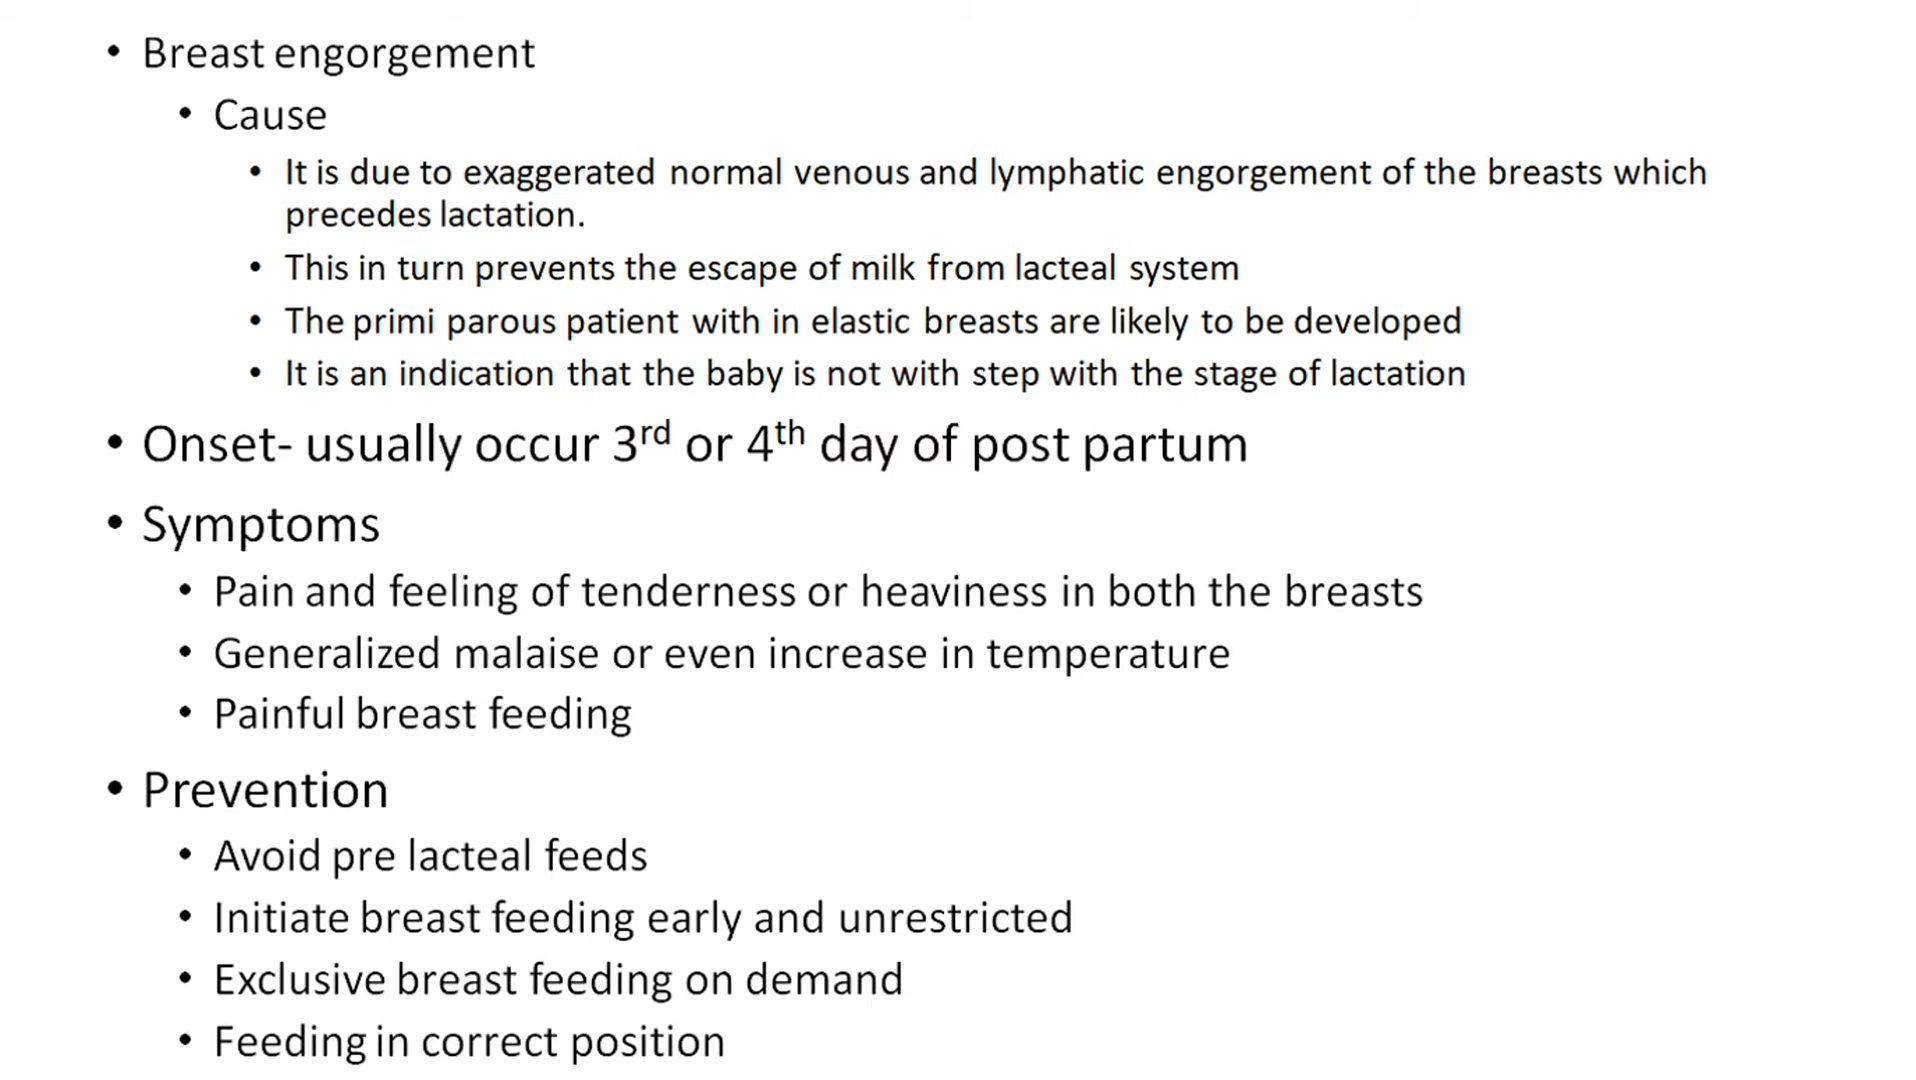 • Breast engorgement
• Cause
• It is due to exaggerated normal venous and lymphatic engorgement of the breasts which
precedes lactation.
• This in turn prevents the escape of milk from lacteal system
• The primi parous patient with in elastic breasts are likely to be developed
• It is an indication that the baby is not with step with the stage of lactation
• Onset- usually occur 3rd or 4th day of post partum
• Symptoms
• Pain and feeling of tenderness or heaviness in both the breasts
• Generalized malaise or even increase in temperature
• Painful breast feeding
• Prevention
• Avoid pre lacteal feeds
• Initiate breast feeding early and unrestricted
• Exclusive breast feeding on demand
• Feeding in correct position